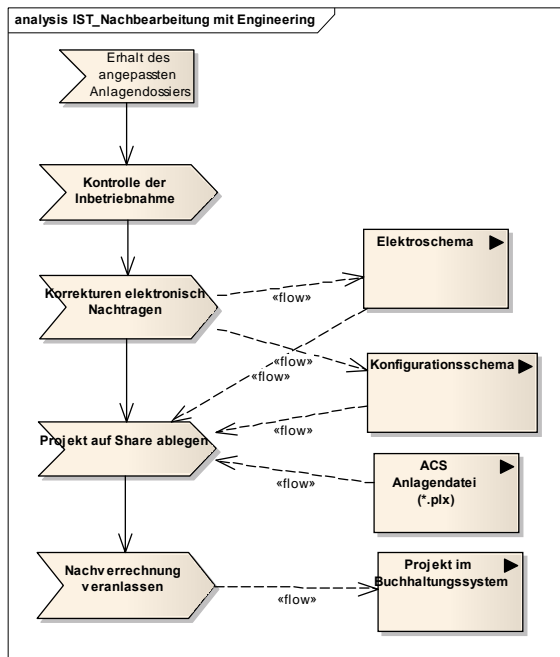 analysis IST_Nachbearbeitung mit Engineering
Erhalt des
angepassten
Anlagendossiers
Kontrolle der
Inbetriebnahme
Elektroschema
Korrekturen elektronisch
Nachtragen
«flow»
«flow»
Konfigurationsschema
«flow»
Projekt auf Share ablegen
«flow»
ACS
Anlagendatei
(*.plx)
«flow»
Nachverrechnung
veranlassen
Projekt im
Buchhaltungssystem
«flow»